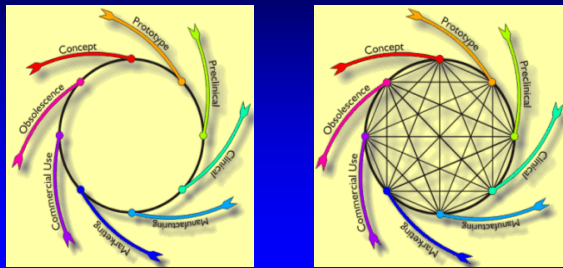 Concept
Prototype
Preclinical
Clinical
Manufacturing
Marketing
Commercial Use
Obsolescence
Concept
Prototype
Preclinical
Clinical
Manufacturing
Marketing
Commercial Use
Obsolescence